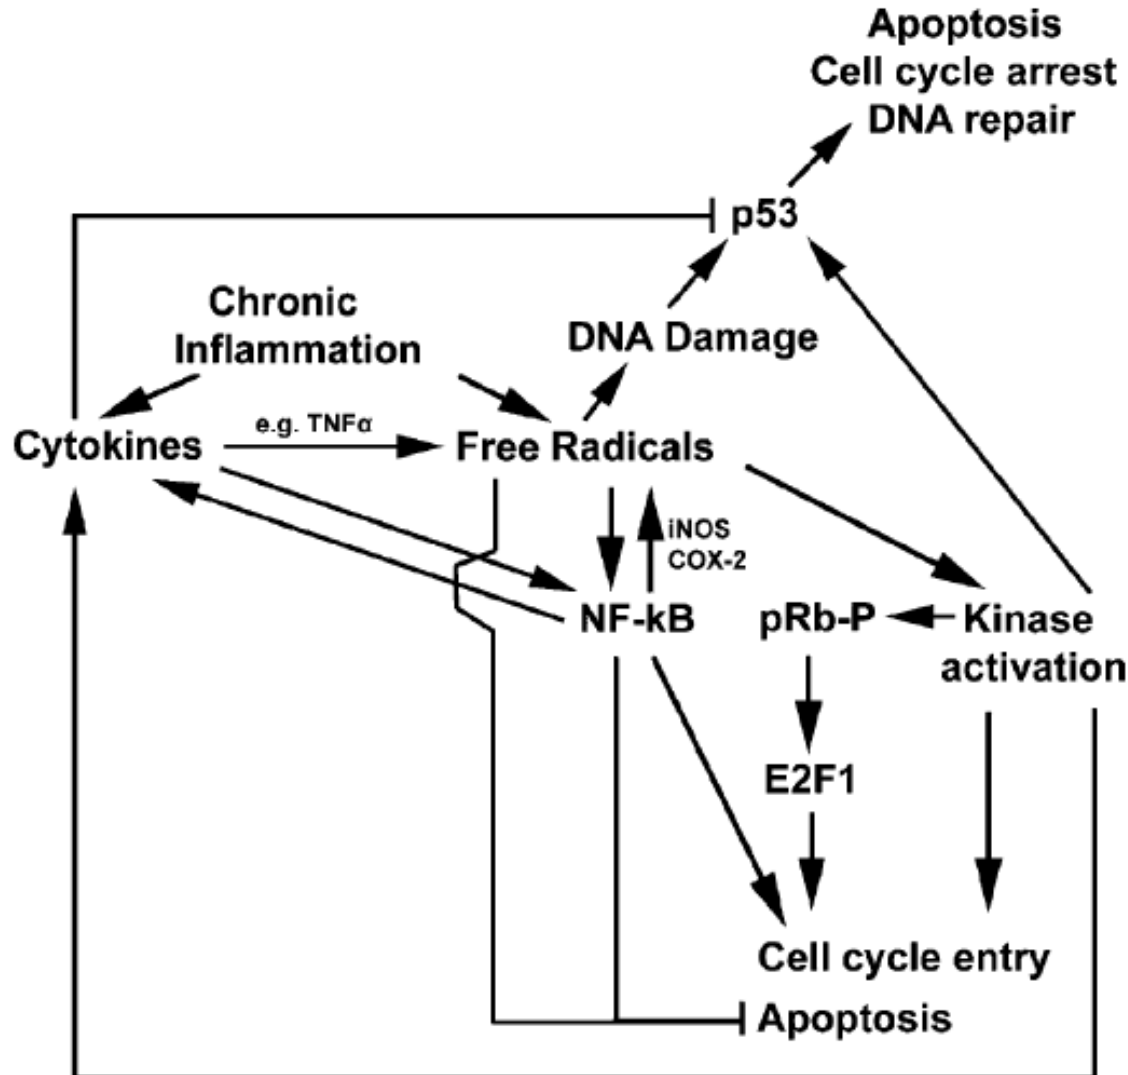 Apoptosis
Cell cycle arrest
DNA repair
p53
Chronic
Inflammation
DNA Damage
e.g. TNFα
Cytokines
Free Radicals
iNOS
COX-2
NF-kB
pRb-P
Kinase
activation
E2F1
Cell cycle entry
Apoptosis